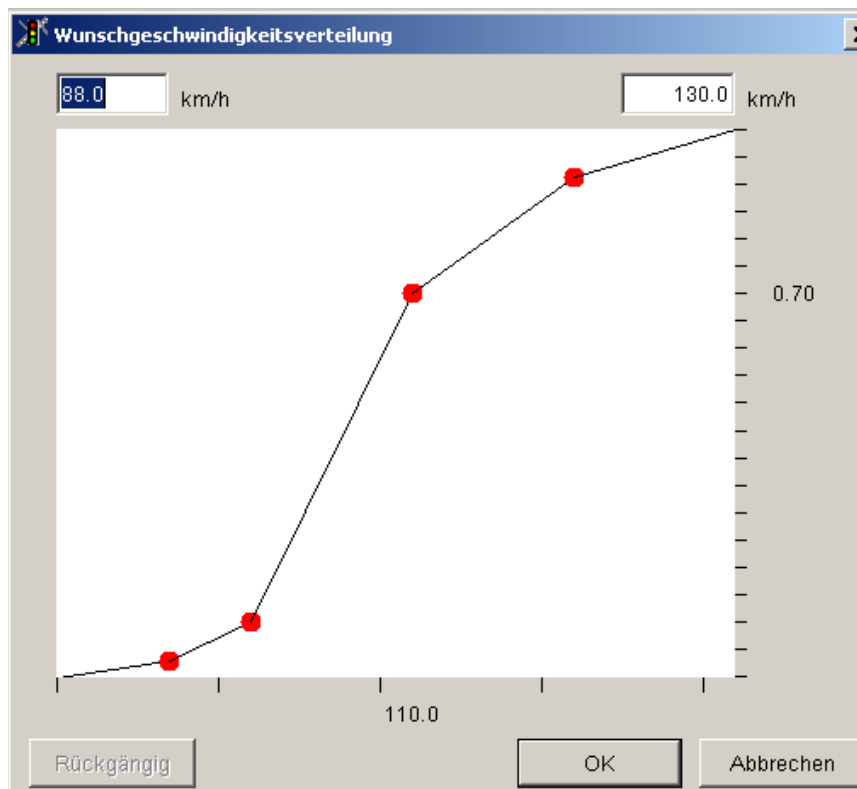 Wunschgeschwindigkeitsverteilung
88.0 km/h 130.0 km/h
0.70
110.0
Rückgängig OK Abbrechen